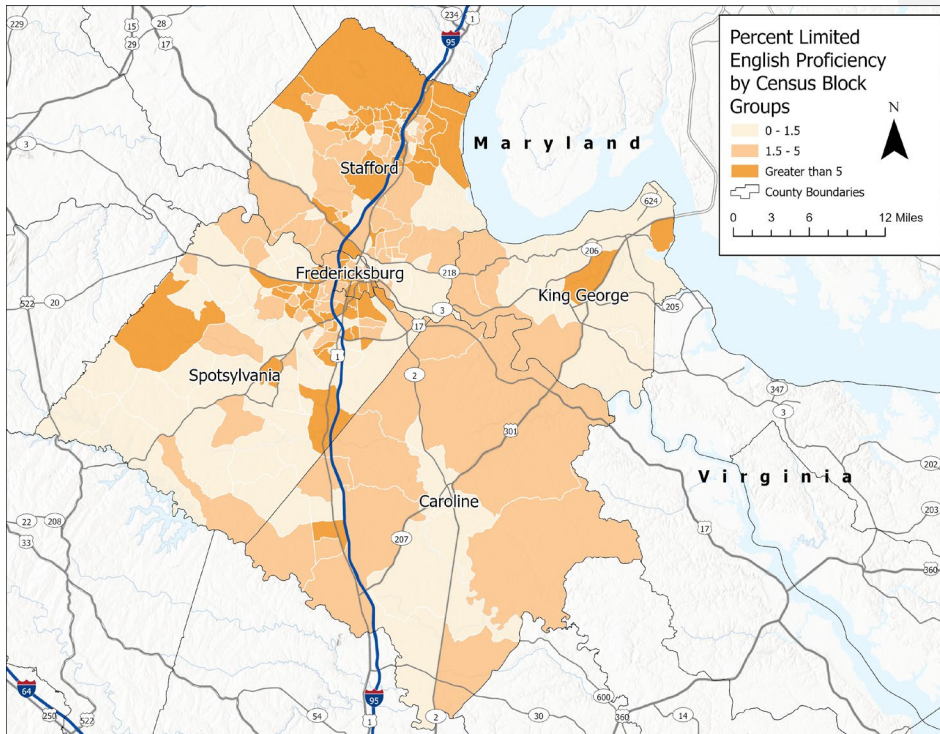 Percent Limited
English Proficiency
by Census Block
Groups
0 - 1.5
1.5 - 5
Greater than 5
County Boundaries
N
0 3 6 12 Miles
229
15
28
29
17
234
1
95
3
Maryland
Stafford
624
206
Fredericksburg
218
20
522
King George
205
3
17
1
2
Spotsylvania
347
3
301
Virginia
202
Caroline
203
22
208
207
17
33
360
64
250
522
54
95
1
2
30
600
360
14